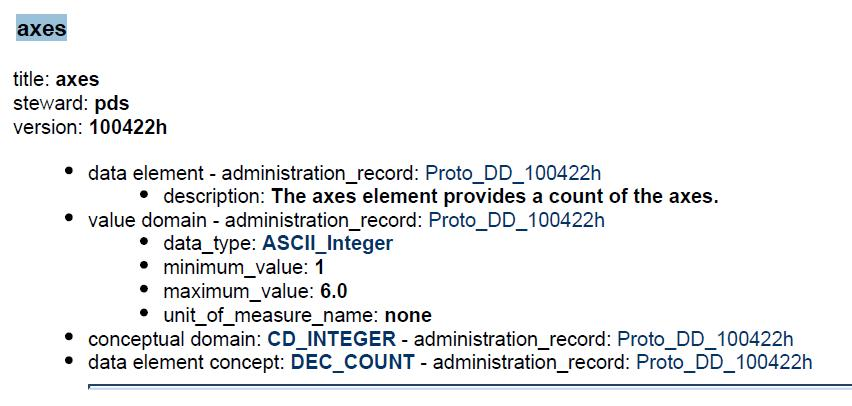 axes
title: axes
steward: pds
version: 100422h
• data element - administration_record: Proto_DD_100422h
• description: The axes element provides a count of the axes.
• value domain - administration_record: Proto_DD_100422h
• data_type: ASCII_Integer
• minimum_value: 1
• maximum_value: 6.0
• unit_of_measure_name: none
• conceptual domain: CD_INTEGER - administration_record: Proto_DD_100422h
• data element concept: DEC_COUNT - administration_record: Proto_DD_100422h